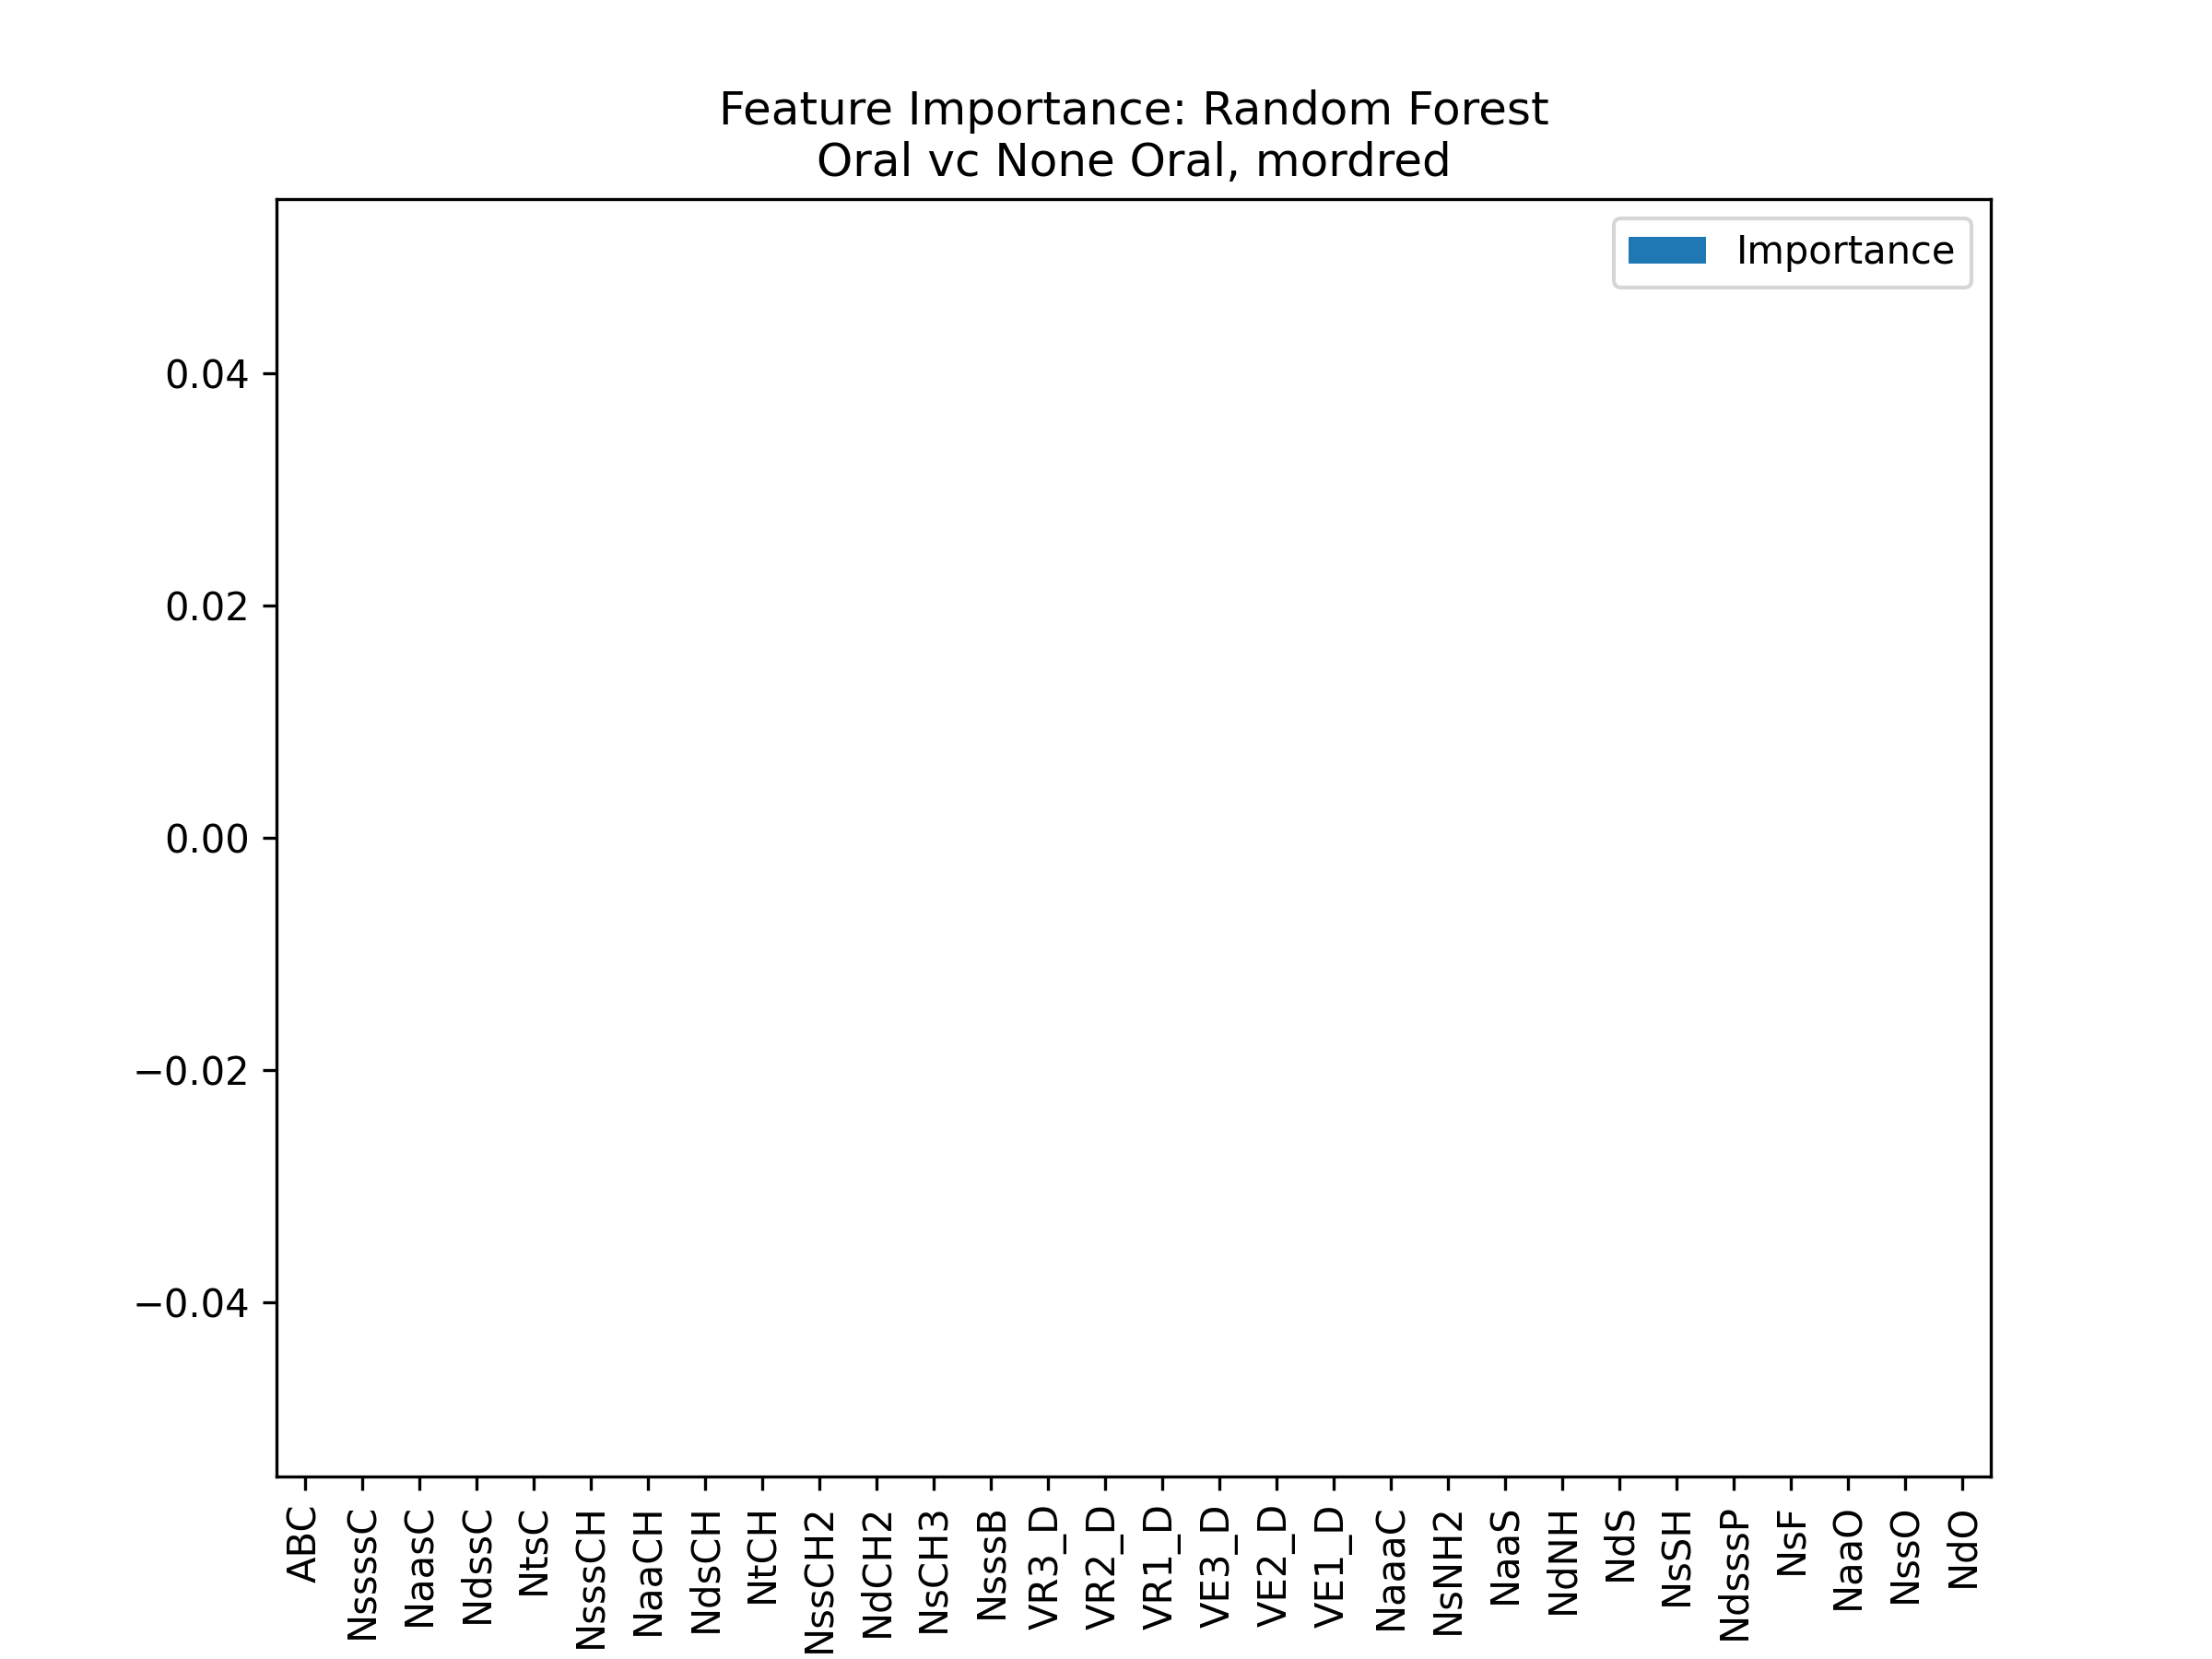 Feature Importance: Random Forest
Oral vc None Oral, mordred
Importance
0.04
0.02
0.00
−0.02
−0.04
ABC
NssssC
NaasC
NdssC
NtsC
NsssCH
NaaCH
NdsCH
NtCH
NssCH2
NdCH2
NsCH3
NsssB
VR3_D
VR2_D
VR1_D
VE3_D
VE2_D
VE1_D
NaaaC
NsNH2
NaaS
NdNH
NdS
NsSH
NdsssP
NsF
NaaO
NssO
NdO